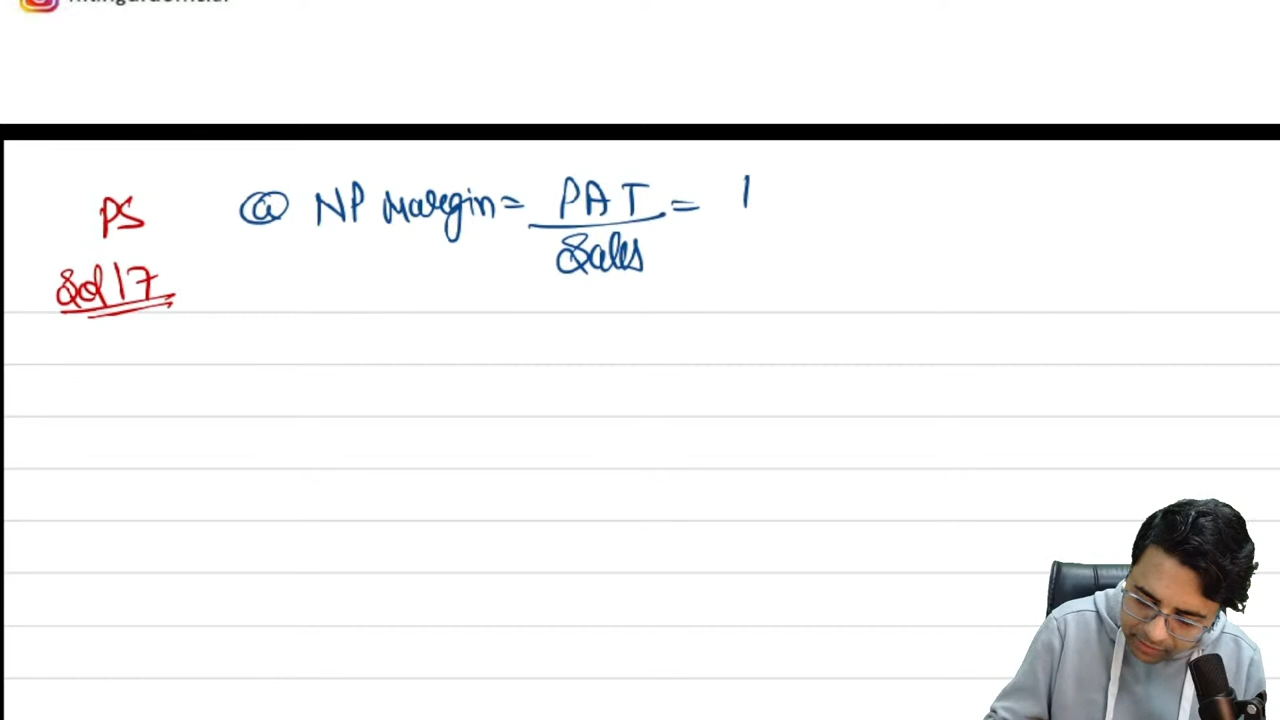 PS
Sol 17
(a) NP Margin = PAT / Sales = 1